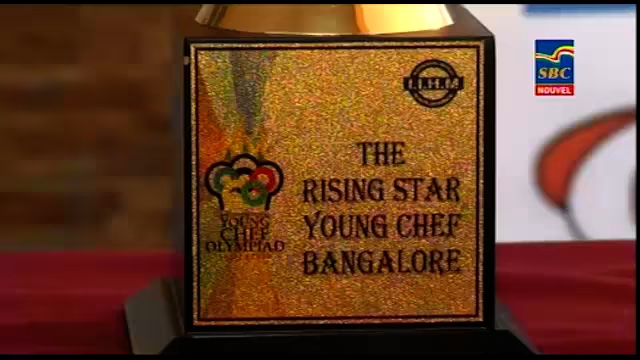 I.I.H.M
SBC
NOUVEL
THE
RISING STAR
YOUNG CHEF
BANGALORE
YOUNG
CHEF
OLYMPIAD